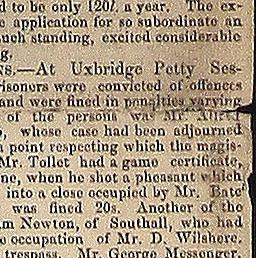 d to be only 120l. a year. The ex-
e application for so subordinate an
uch standing, excited considerable
g.
NS.—At Uxbridge Petty Ses-
risoners were convicted of offences
and were fined in penalties varying
of the persons was Mr.
, whose case had been adjourned
a point respecting which the magis-
Mr. Tollet had a game certificate,
ne, when he shot a pheasant which
into a close occupied by Mr. Bate
was fined 20s. Another of the
m Newton, of Southall, who had
e occupation of Mr. D. Wilshere.
trespass. Mr. George Messenger,